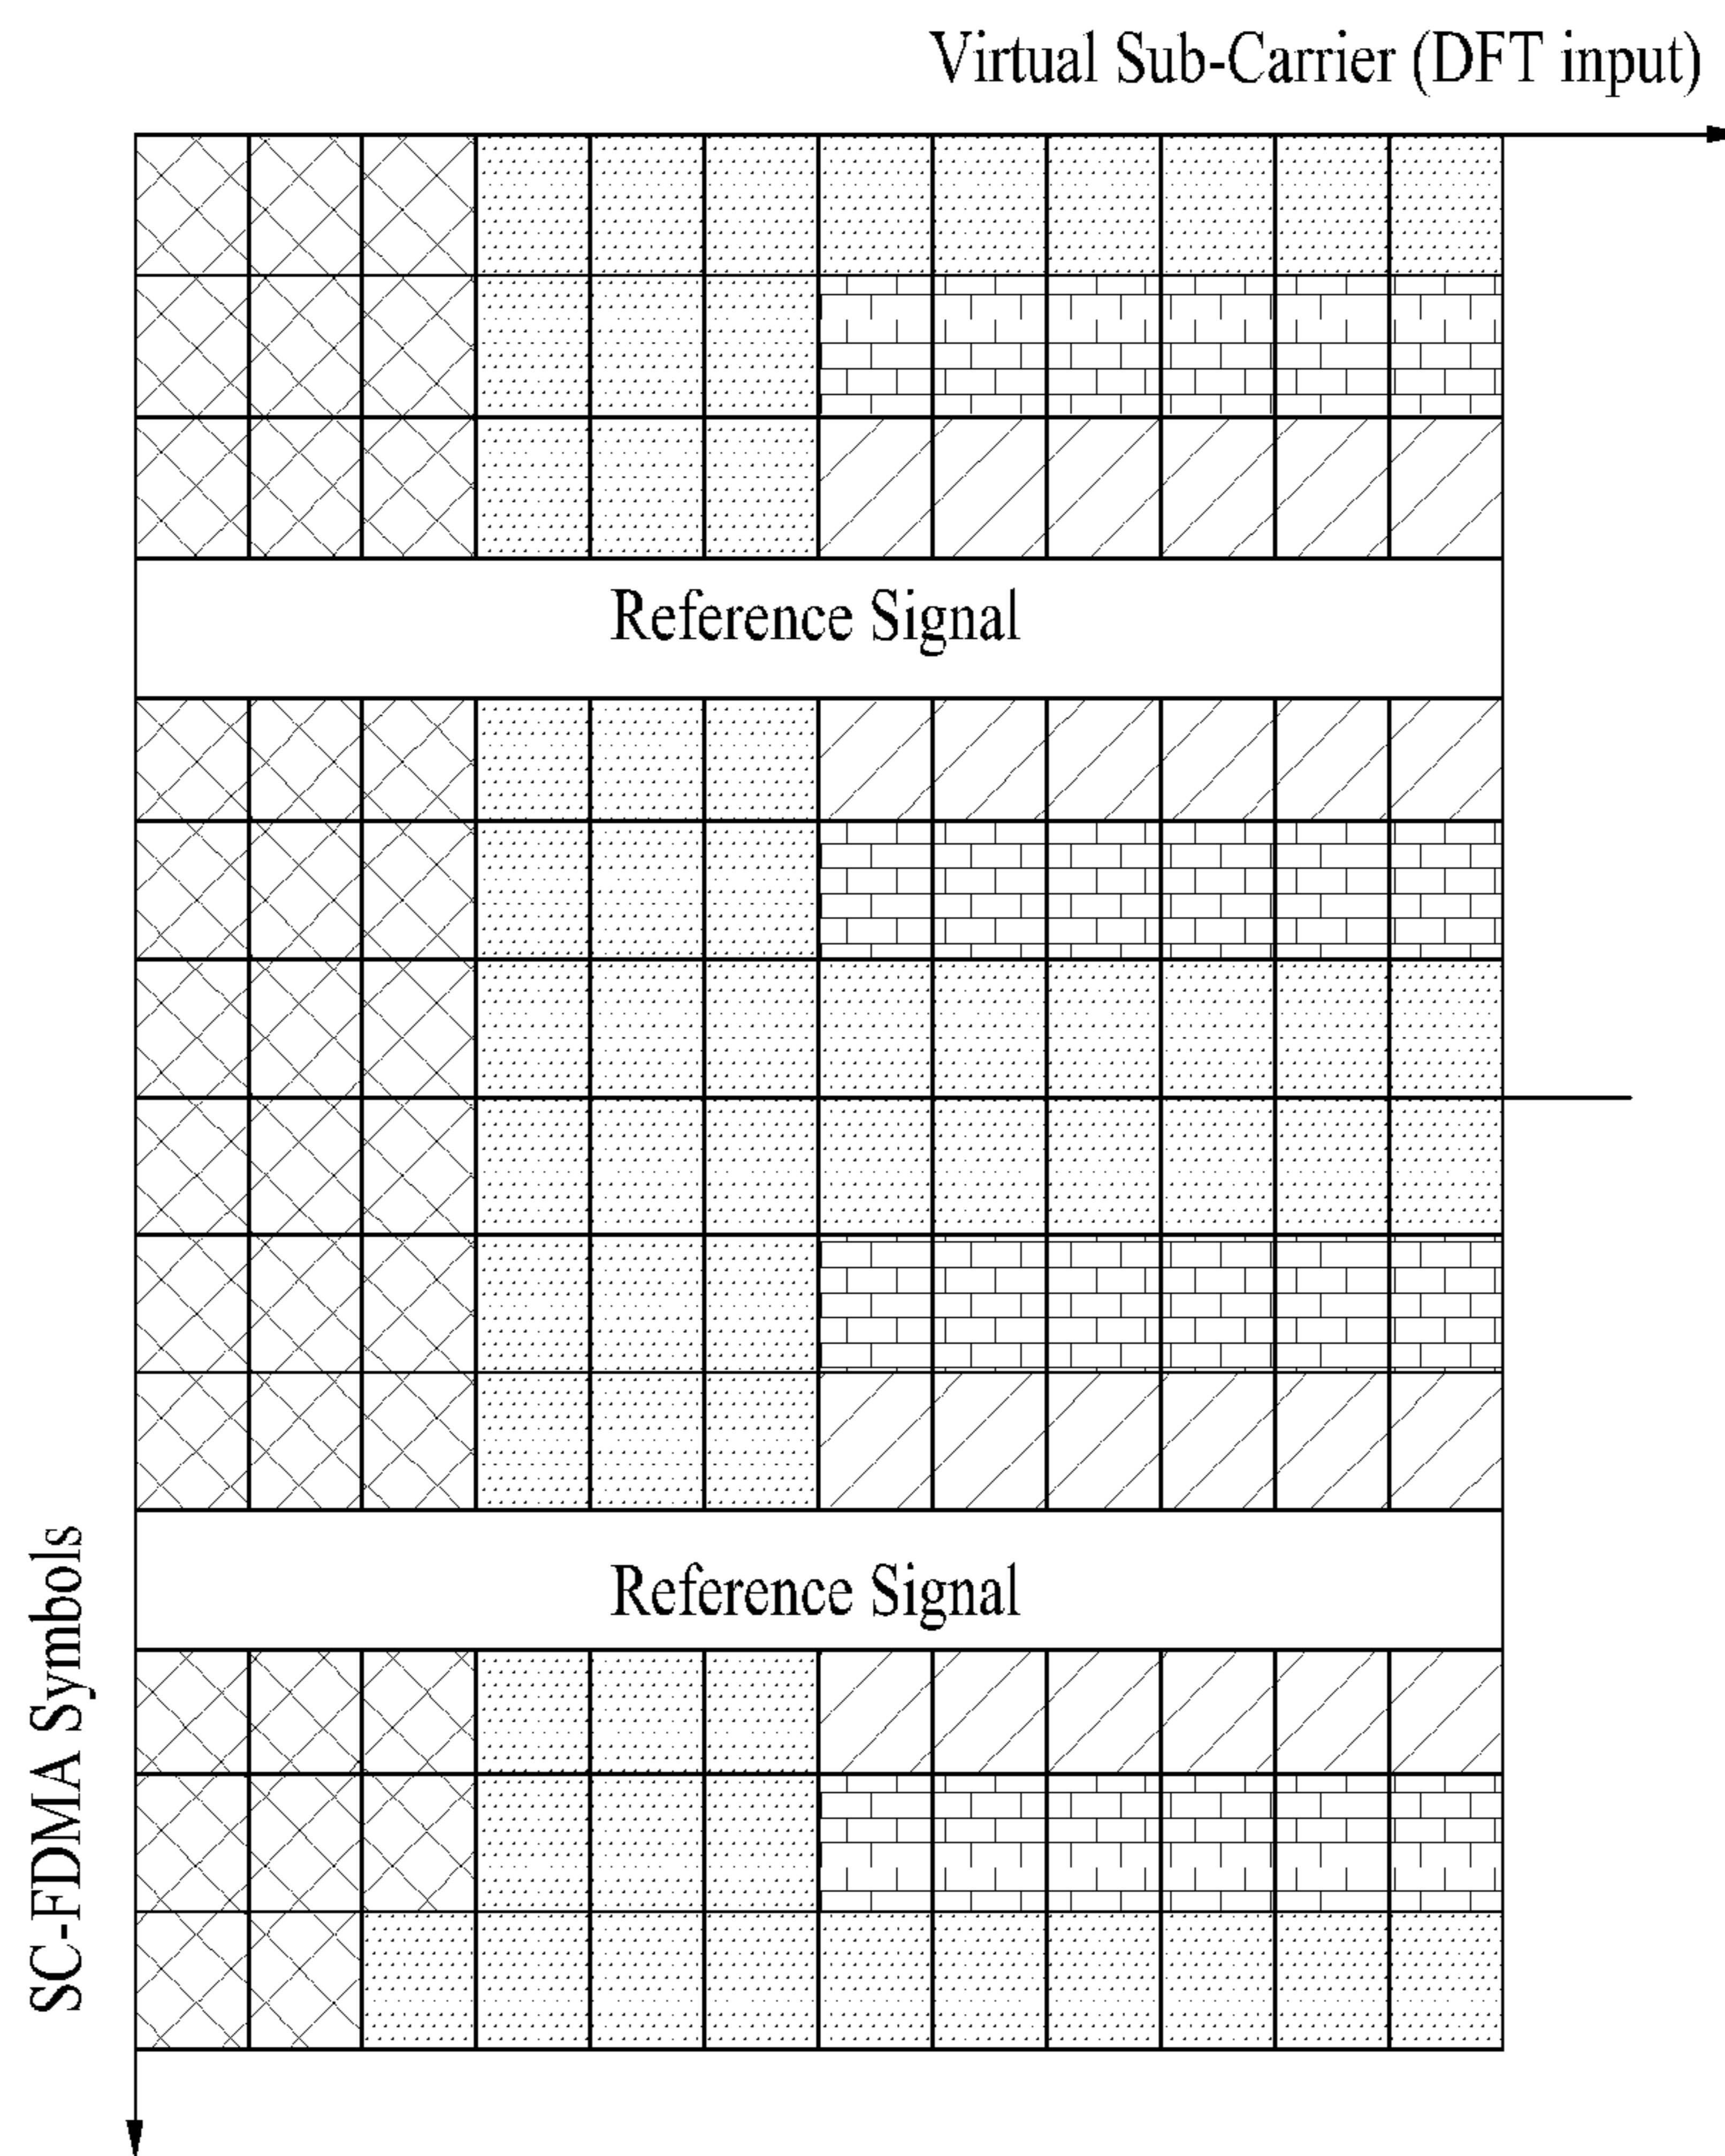 Virtual Sub-Carrier (DFT input)
Reference Signal
Reference Signal
SC-FDMA Symbols